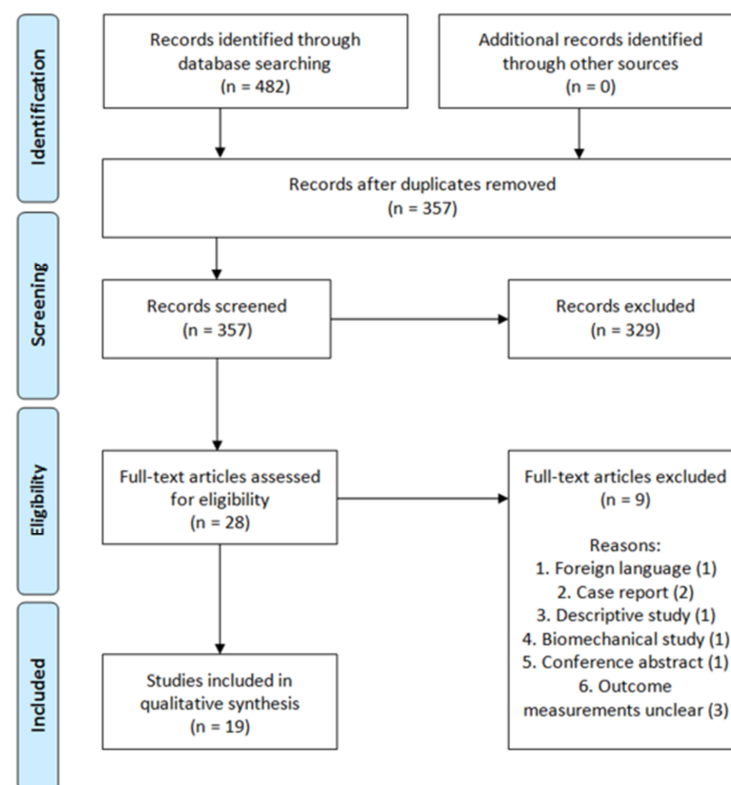 Identification
Records identified through
database searching
(n = 482)
Additional records identified
through other sources
(n = 0)
Records after duplicates removed
(n = 357)
Screening
Records screened
(n = 357)
Records excluded
(n = 329)
Eligibility
Full-text articles assessed
for eligibility
(n = 28)
Full-text articles excluded
(n = 9)
Reasons:
1. Foreign language (1)
2. Case report (2)
3. Descriptive study (1)
4. Biomechanical study (1)
5. Conference abstract (1)
6. Outcome
measurements unclear (3)
Included
Studies included in
qualitative synthesis
(n = 19)